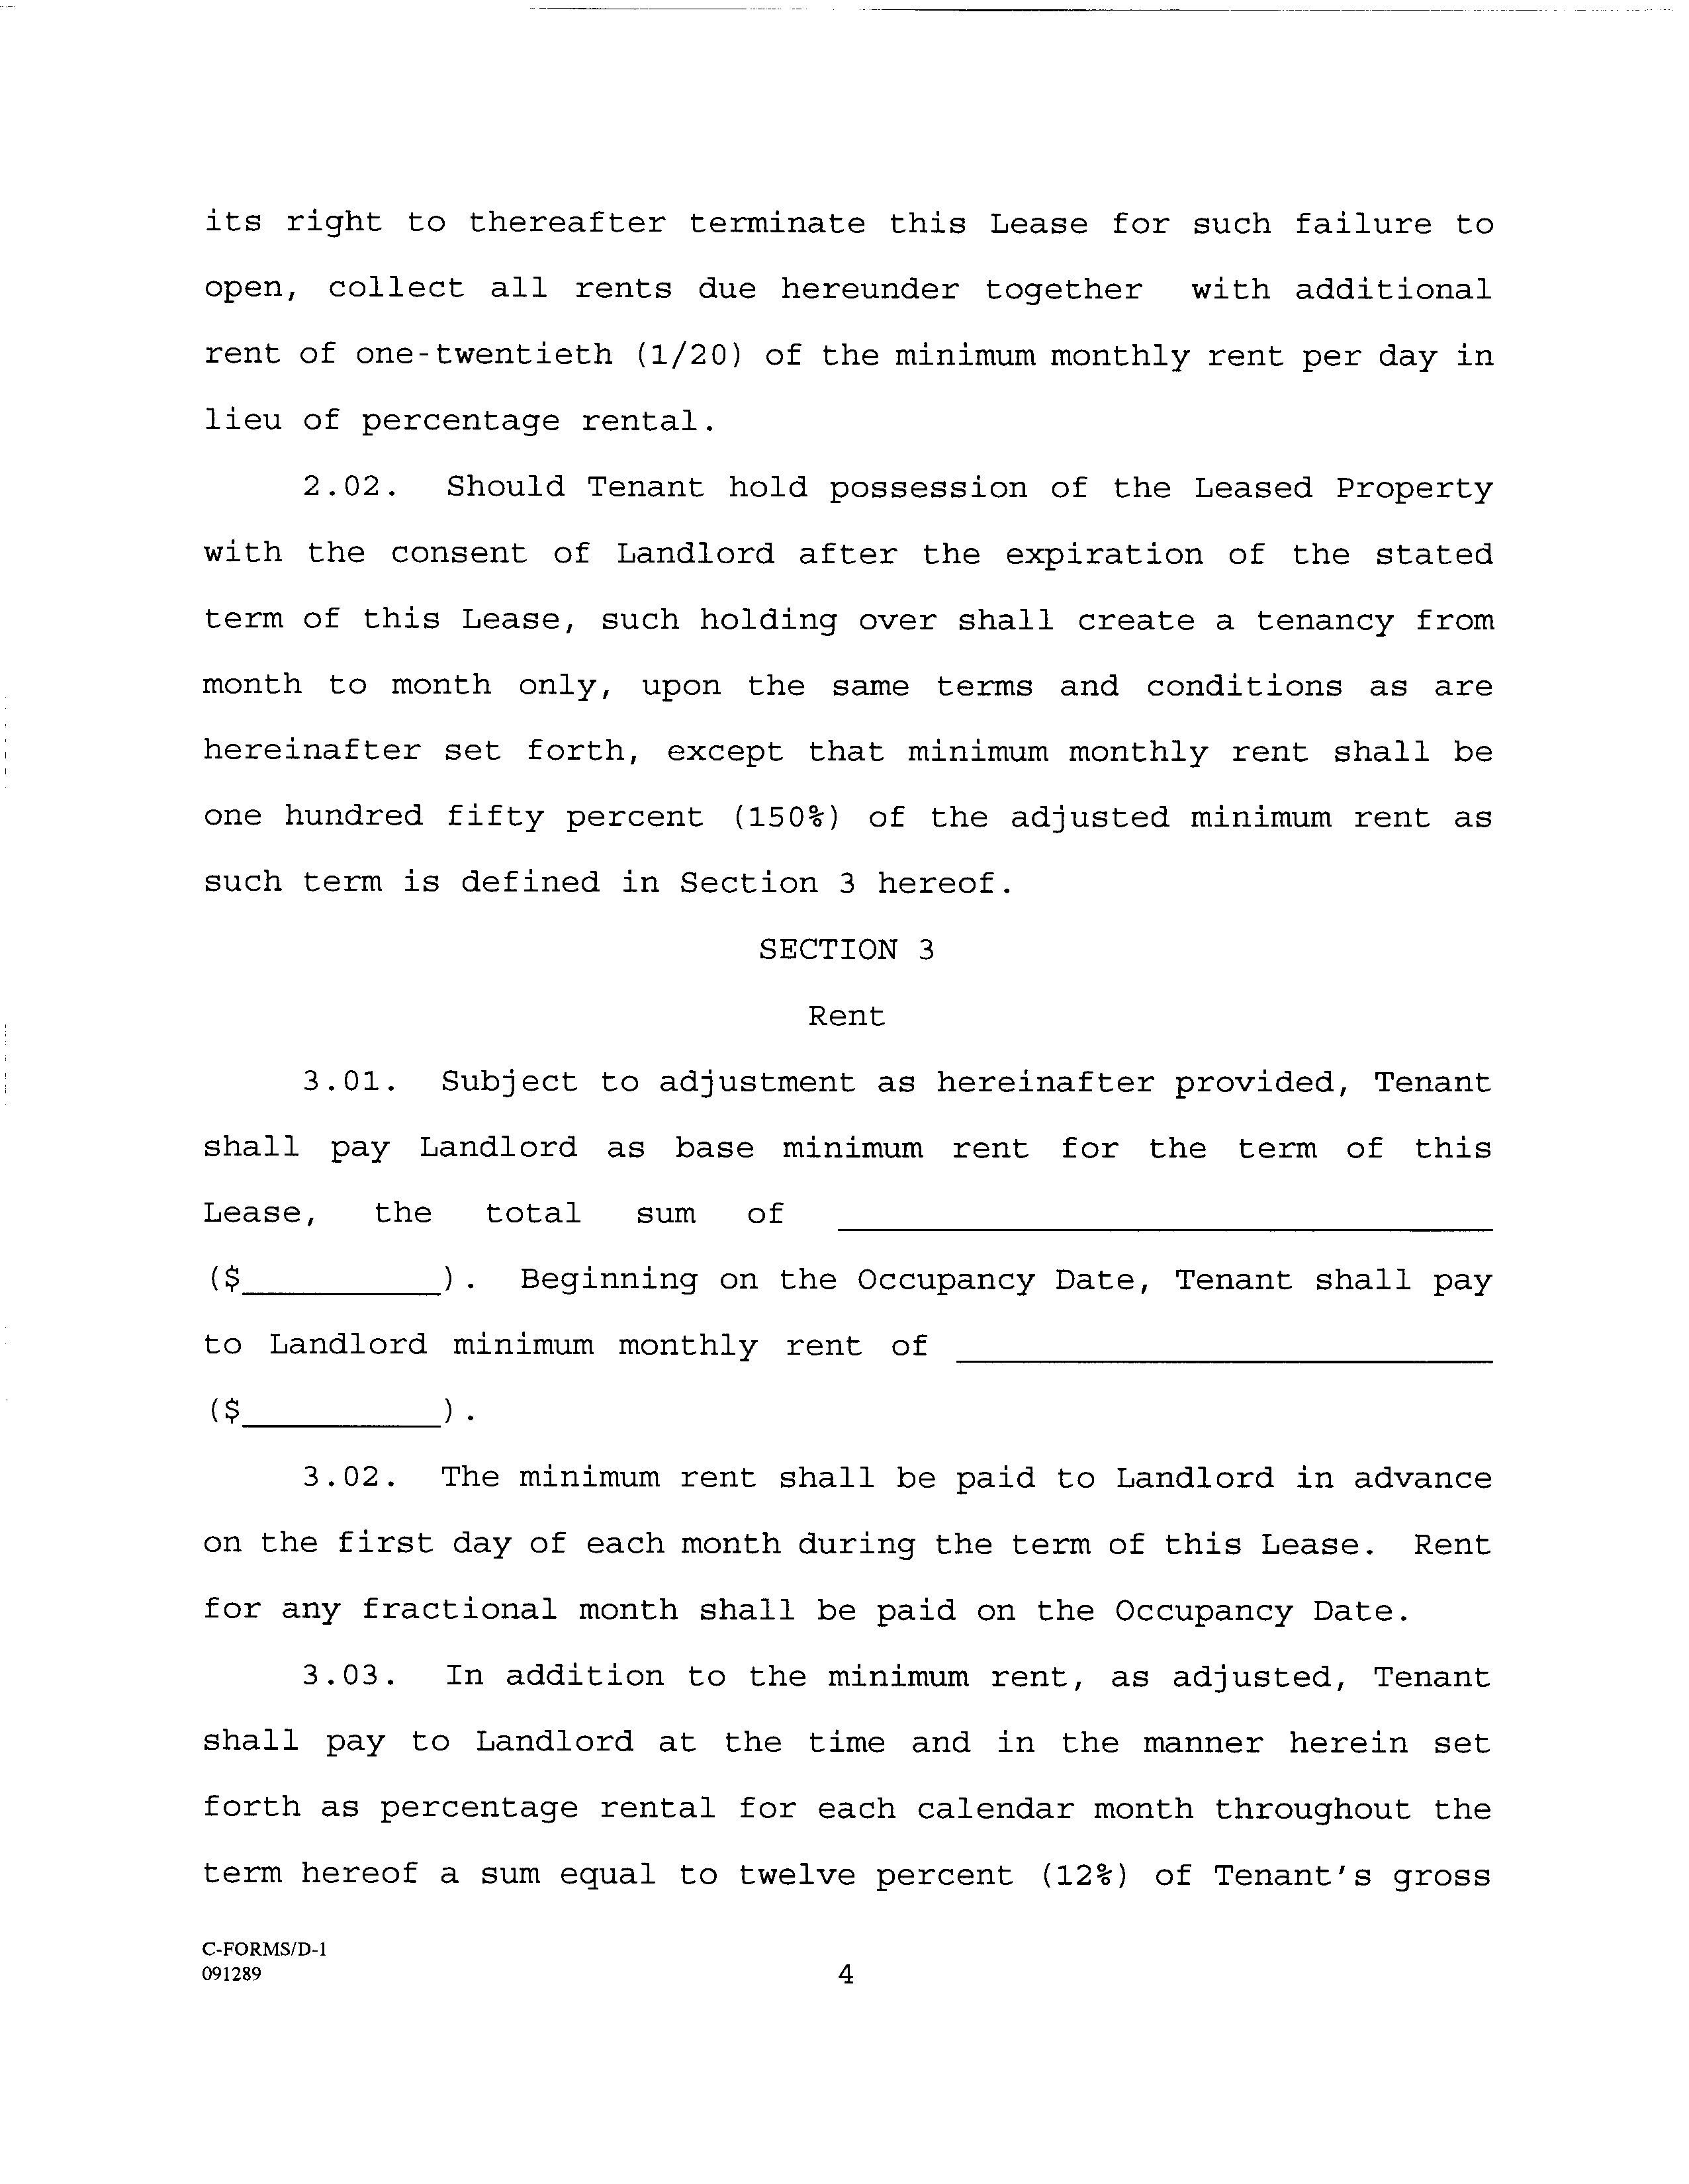 its right to thereafter terminate this Lease for such failure to
open, collect all rents due hereunder together with additional
rent of one-twentieth (1/20) of the minimum monthly rent per day in
lieu of percentage rental.
2.02. Should Tenant hold possession of the Leased Property
with the consent of Landlord after the expiration of the stated
term of this Lease, such holding over shall create a tenancy from
month to month only, upon the same terms and conditions as are
hereinafter set forth, except that minimum monthly rent shall be
one hundred fifty percent (150%) of the adjusted minimum rent as
such term is defined in Section 3 hereof.
SECTION 3
Rent
3.01. Subject to adjustment as hereinafter provided, Tenant
shall pay Landlord as base minimum rent for the term of this
Lease, the total sum of ____________________
($__________). Beginning on the Occupancy Date, Tenant shall pay
to Landlord minimum monthly rent of ____________________
($__________).
3.02. The minimum rent shall be paid to Landlord in advance
on the first day of each month during the term of this Lease. Rent
for any fractional month shall be paid on the Occupancy Date.
3.03. In addition to the minimum rent, as adjusted, Tenant
shall pay to Landlord at the time and in the manner herein set
forth as percentage rental for each calendar month throughout the
term hereof a sum equal to twelve percent (12%) of Tenant's gross
C-FORMS/D-1
091289
4